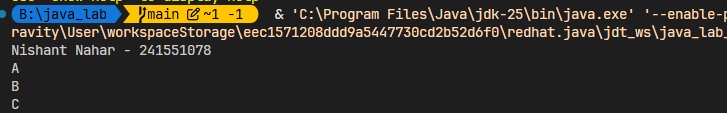 B:\java_lab main ~1 -1 & 'C:\Program Files\Java\jdk-25\bin\java.exe' '--enable-p
ravity\User\workspaceStorage\eec1571208ddd9a5447730cd2b52d6f0\redhat.java\jdt_ws\java_lab_
Nishant Nahar - 241551078
A
B
C